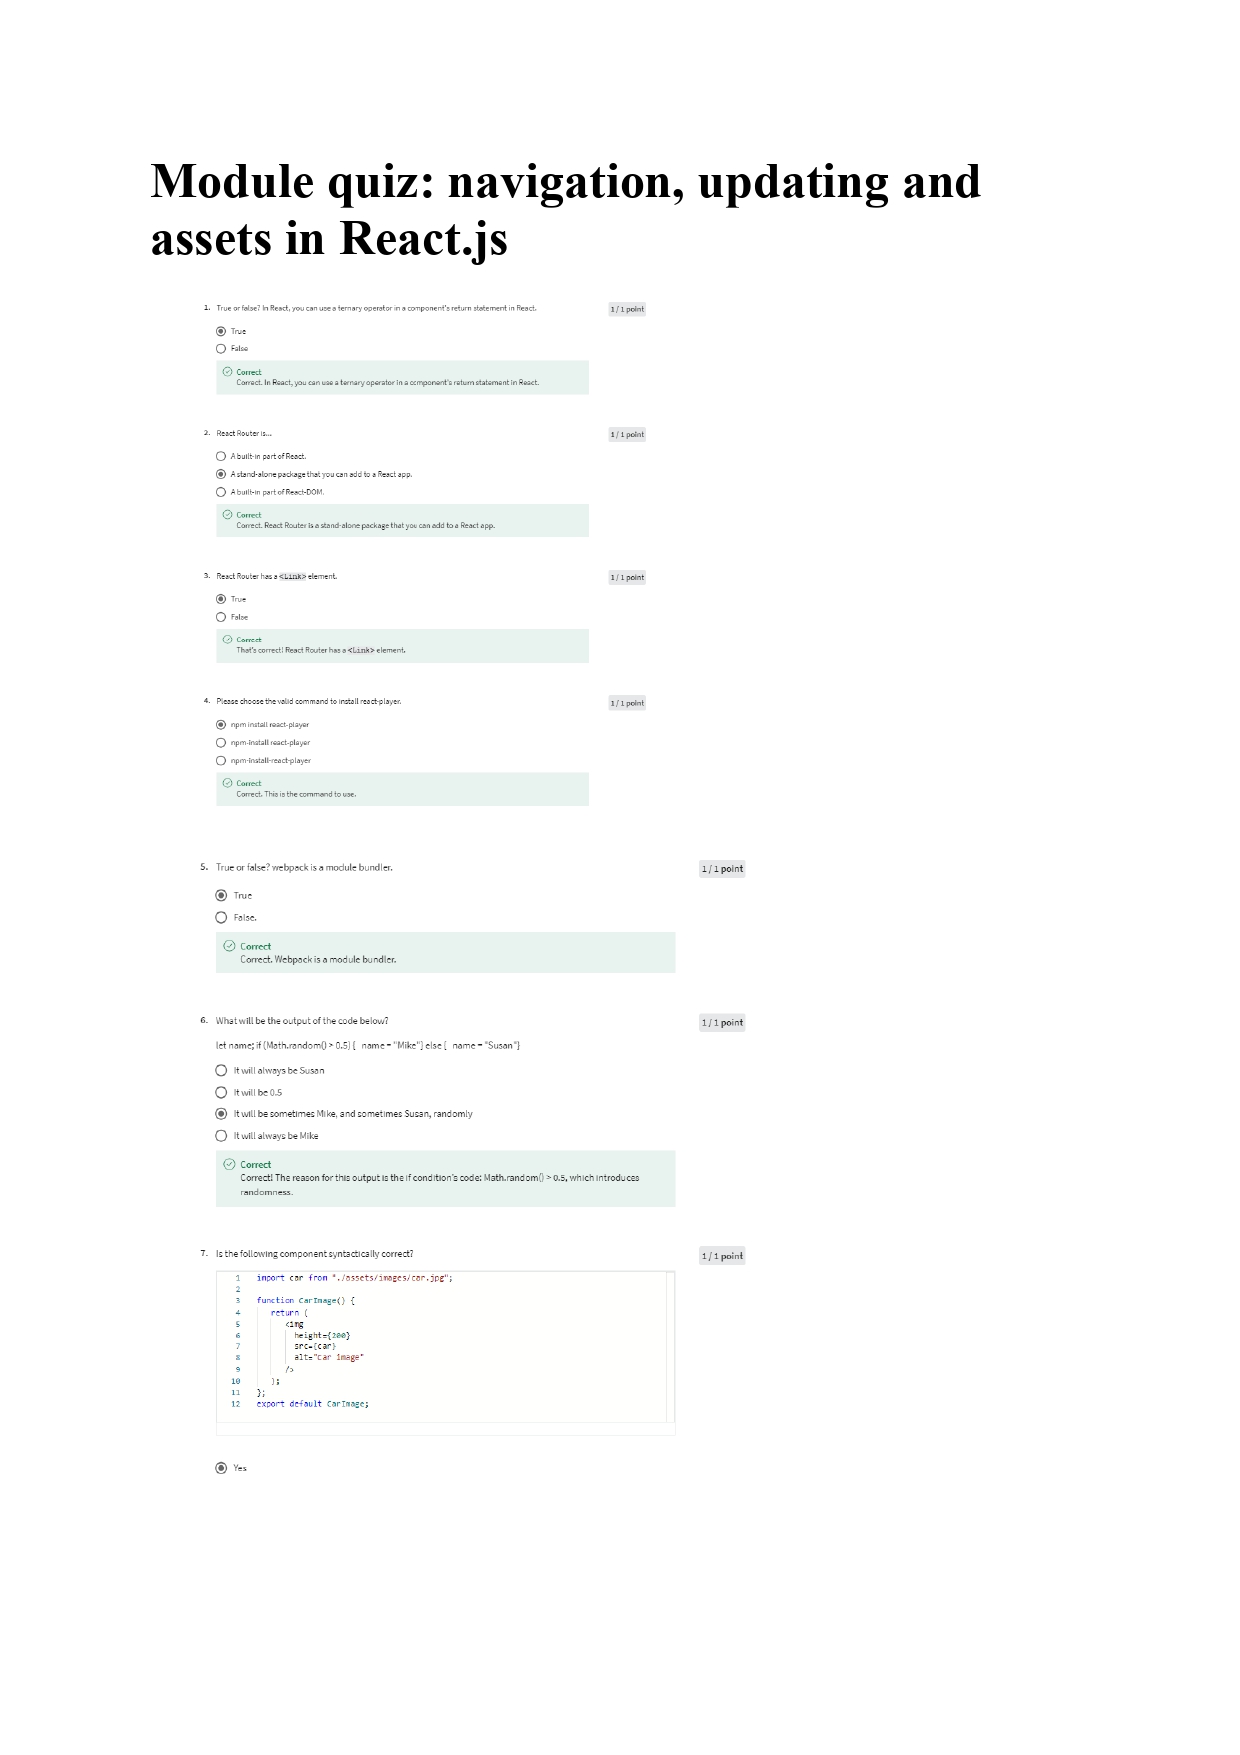 Module quiz: navigation, updating and
assets in React.js
1. True or false? In React, you can use a ternary operator in a component's return statement in React.
1 / 1 point
True
False
Correct
Correct. In React, you can use a ternary operator in a component's return statement in React.
2. React Router is...
1 / 1 point
A built-in part of React.
A stand-alone package that you can add to a React app.
A built-in part of React-DOM.
Correct
Correct. React Router is a stand-alone package that you can add to a React app.
3. React Router has a <Link> element.
1 / 1 point
True
False
Correct
That's correct! React Router has a <Link> element.
4. Please choose the valid command to install react-player.
1 / 1 point
npm install react-player
npm-install react-player
npm-install-react-player
Correct
Correct. This is the command to use.
5. True or false? webpack is a module bundler.
1 / 1 point
True
False.
Correct
Correct. Webpack is a module bundler.
6. What will be the output of the code below?
1 / 1 point
let name; if (Math.random() > 0.5) { name = "Mike"} else { name = "Susan"}
It will always be Susan
It will be 0.5
It will be sometimes Mike, and sometimes Susan, randomly
It will always be Mike
Correct
Correct! The reason for this output is the if condition's code: Math.random() > 0.5, which introduces
randomness.
7. Is the following component syntactically correct?
1 / 1 point
1 import car from "./assets/images/car.jpg";
2
3 function CarImage() {
4 return (
5 <img
6 height={200}
7 src={car}
8 alt="Car image"
9 />
10 );
11 };
12 export default CarImage;
Yes